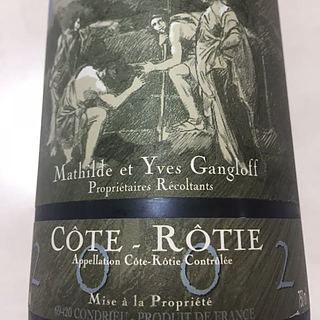 Mathilde et Yves Gangloff
Propriétaires Récoltants
CÔTE - RÔTIE
Appellation Côte-Rôtie Contrôlée
2002
Mise à la Propriété
69420 CONDRIEU - PRODUIT DE FRANCE